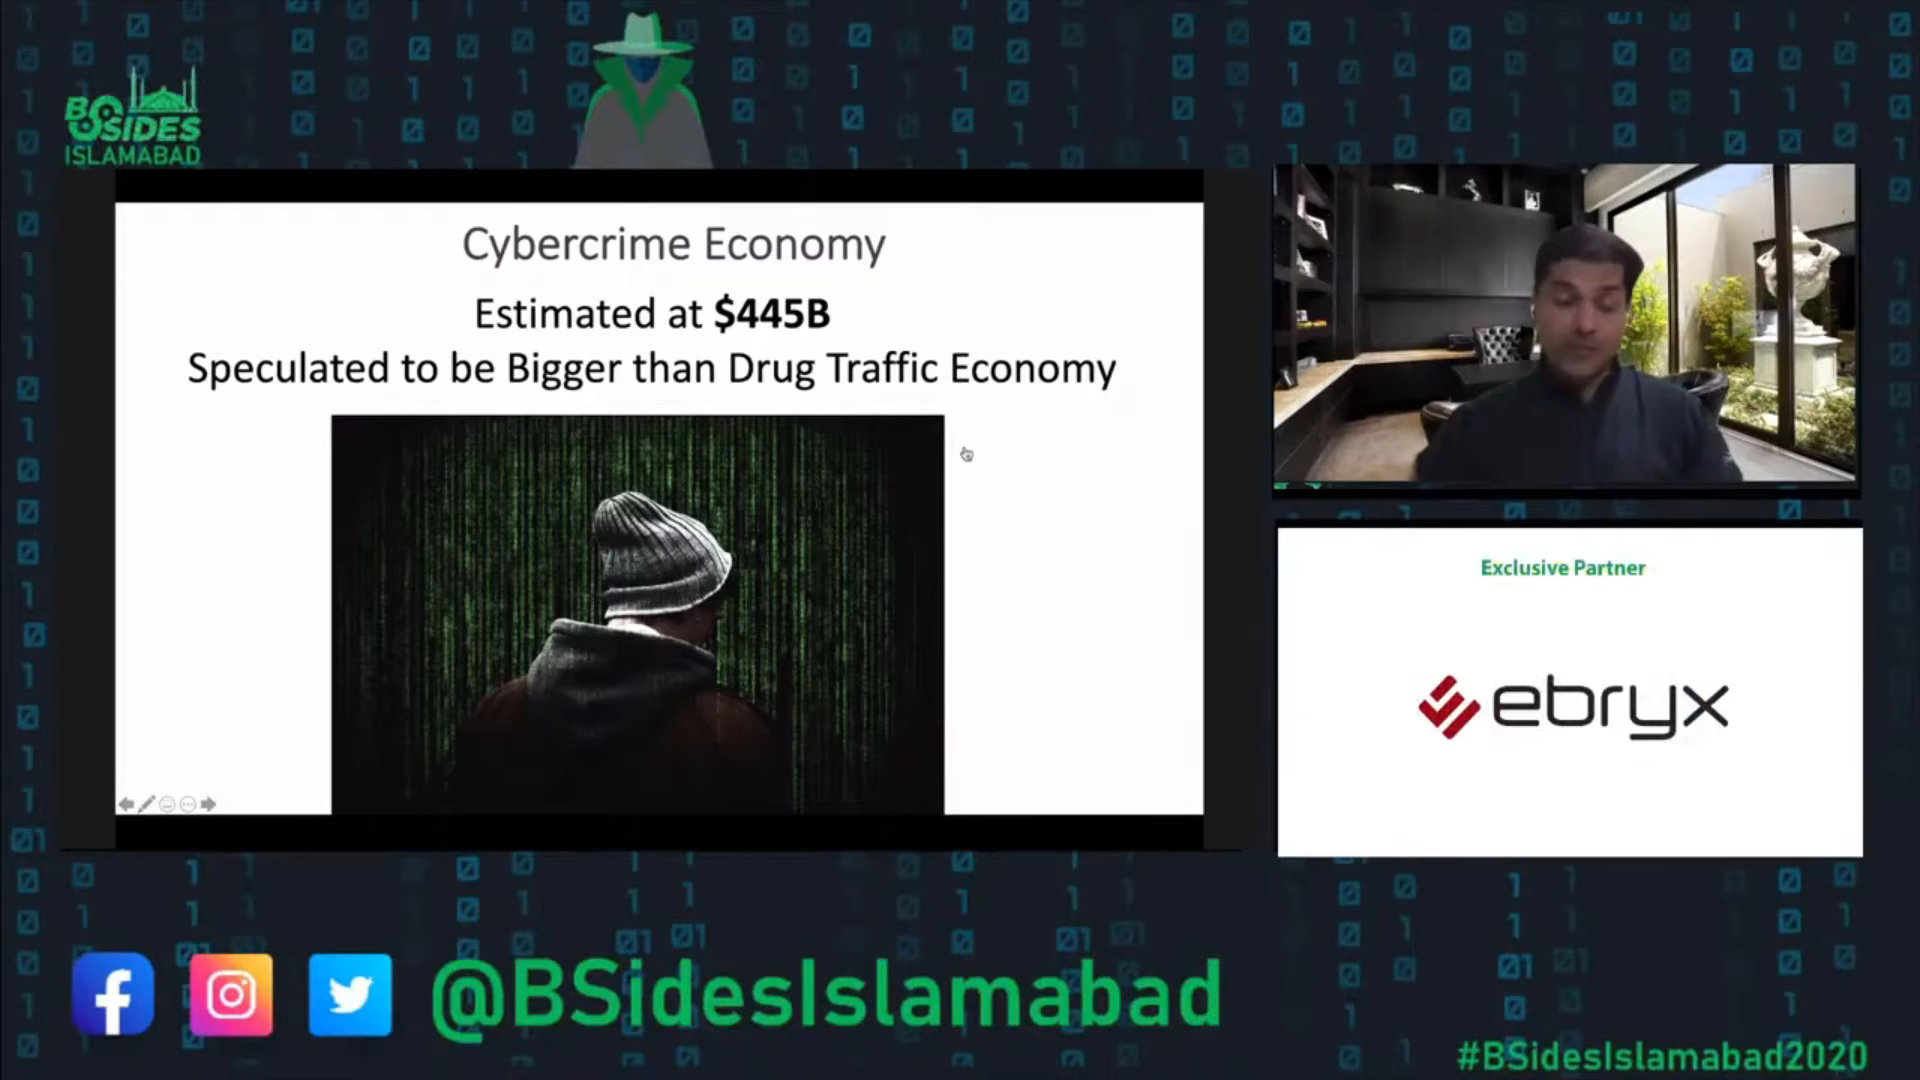 BSIDES
ISLAMABAD
Cybercrime Economy
Estimated at $445B
Speculated to be Bigger than Drug Traffic Economy
Exclusive Partner
ebryx
@BSidesIslamabad
#BSidesIslamabad2020